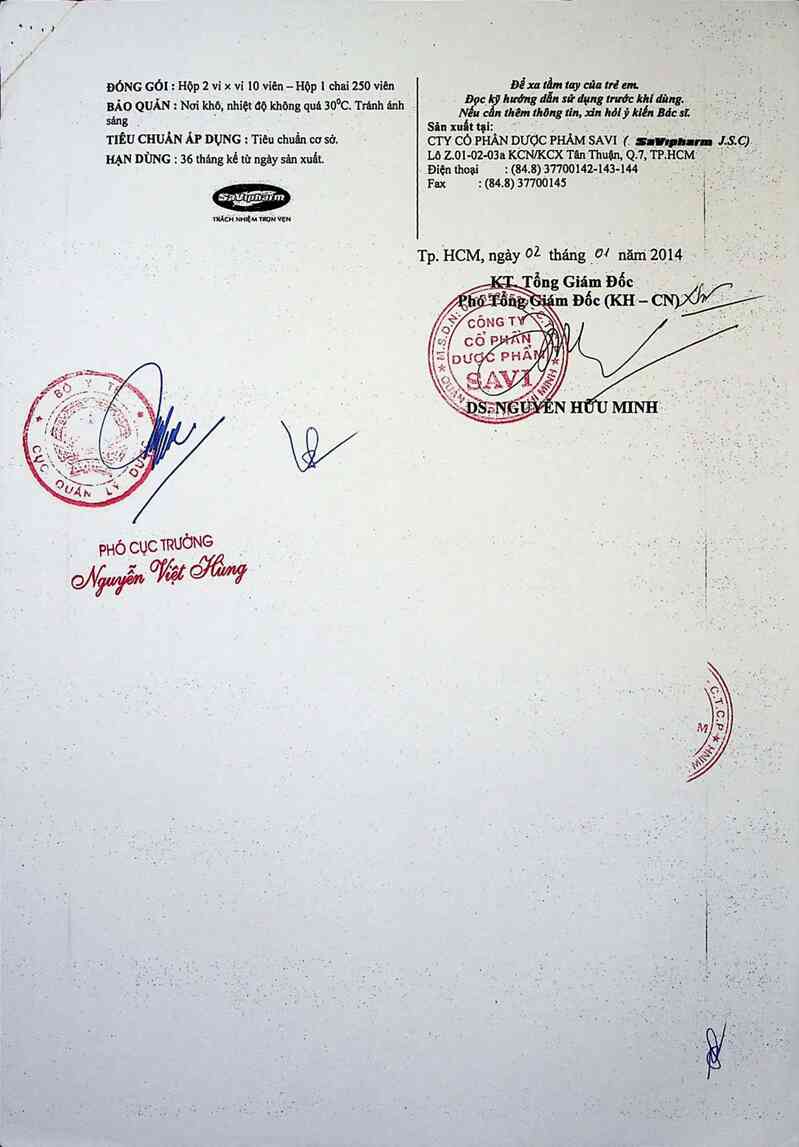 ĐÓNG GÓI : Hộp 2 vỉ x vỉ 10 viên – Hộp 1 chai 250 viên
BẢO QUẢN : Nơi khô, nhiệt độ không quá 30⁰C. Tránh ánh
sáng
TIÊU CHUẨN ÁP DỤNG : Tiêu chuẩn cơ sở.
HẠN DÙNG : 36 tháng kể từ ngày sản xuất.
SaVipharm
TRÁCH NHIỆM TRỌN VẸN
Để xa tầm tay của trẻ em.
Đọc kỹ hướng dẫn sử dụng trước khi dùng.
Nếu cần thêm thông tin, xin hỏi ý kiến Bác sĩ.
Sản xuất tại:
CTY CỔ PHẦN DƯỢC PHẨM SAVI ( SaVipharm J.S.C)
Lô Z.01-02-03a KCN/KCX Tân Thuận, Q.7, TP.HCM
Điện thoại : (84.8) 37700142-143-144
Fax : (84.8) 37700145
Tp. HCM, ngày 02 tháng 01 năm 2014
KT. Tổng Giám Đốc
Phó Tổng Giám Đốc (KH – CN)
CÔNG TY
CỔ PHẦN
DƯỢC PHẨM
SAVI
DS. NGUYỄN HỮU MINH
BỘ Y TẾ
CỤC QUẢN LÝ DƯỢC
PHÓ CỤC TRƯỞNG
Nguyễn Việt Hùng
C.T.C.P
M
MINH